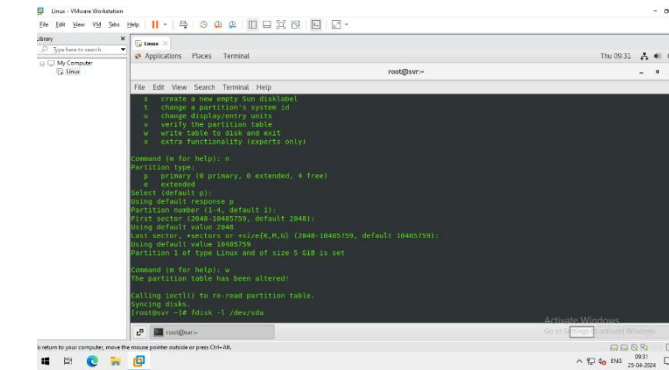 Linux - VMware Workstation
File Edit View VM Tabs Help
Library
Type here to search
My Computer
Linux
Linux
Applications Places Terminal
Thu 09:31
root@svr:~
File Edit View Search Terminal Help
s create a new empty Sun disklabel
t change a partition's system id
u change display/entry units
v verify the partition table
w write table to disk and exit
x extra functionality (experts only)
Command (m for help): n
Partition type:
p primary (0 primary, 0 extended, 4 free)
e extended
Select (default p):
Using default response p
Partition number (1-4, default 1):
First sector (2048-10485759, default 2048):
Using default value 2048
Last sector, +sectors or +size{K,M,G} (2048-10485759, default 10485759):
Using default value 10485759
Partition 1 of type Linux and of size 5 GiB is set
Command (m for help): w
The partition table has been altered!
Calling ioctl() to re-read partition table.
Syncing disks.
[root@svr ~]# fdisk -l /dev/sda
Activate Windows
Go to Settings to activate Windows.
root@svr:~
o return to your computer, move the mouse pointer outside or press Ctrl+Alt.
ENG
09:31
25-04-2024